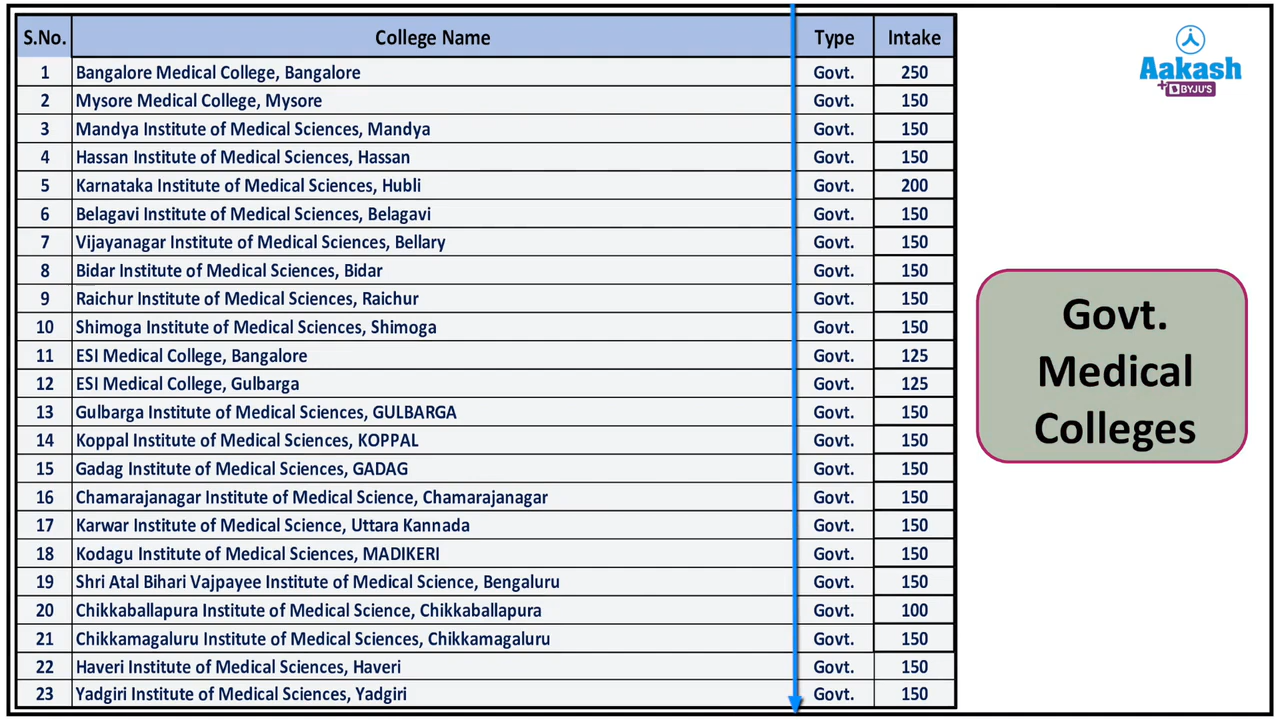 S.No. College Name Type Intake
1 Bangalore Medical College, Bangalore Govt. 250
2 Mysore Medical College, Mysore Govt. 150
3 Mandya Institute of Medical Sciences, Mandya Govt. 150
4 Hassan Institute of Medical Sciences, Hassan Govt. 150
5 Karnataka Institute of Medical Sciences, Hubli Govt. 200
6 Belagavi Institute of Medical Sciences, Belagavi Govt. 150
7 Vijayanagar Institute of Medical Sciences, Bellary Govt. 150
8 Bidar Institute of Medical Sciences, Bidar Govt. 150
9 Raichur Institute of Medical Sciences, Raichur Govt. 150
10 Shimoga Institute of Medical Sciences, Shimoga Govt. 150
11 ESI Medical College, Bangalore Govt. 125
12 ESI Medical College, Gulbarga Govt. 125
13 Gulbarga Institute of Medical Sciences, GULBARGA Govt. 150
14 Koppal Institute of Medical Sciences, KOPPAL Govt. 150
15 Gadag Institute of Medical Sciences, GADAG Govt. 150
16 Chamarajanagar Institute of Medical Science, Chamarajanagar Govt. 150
17 Karwar Institute of Medical Science, Uttara Kannada Govt. 150
18 Kodagu Institute of Medical Sciences, MADIKERI Govt. 150
19 Shri Atal Bihari Vajpayee Institute of Medical Science, Bengaluru Govt. 150
20 Chikkaballapura Institute of Medical Science, Chikkaballapura Govt. 100
21 Chikkamagaluru Institute of Medical Sciences, Chikkamagaluru Govt. 150
22 Haveri Institute of Medical Sciences, Haveri Govt. 150
23 Yadgiri Institute of Medical Sciences, Yadgiri Govt. 150
Aakash
+ BYJU'S
Govt.
Medical
Colleges